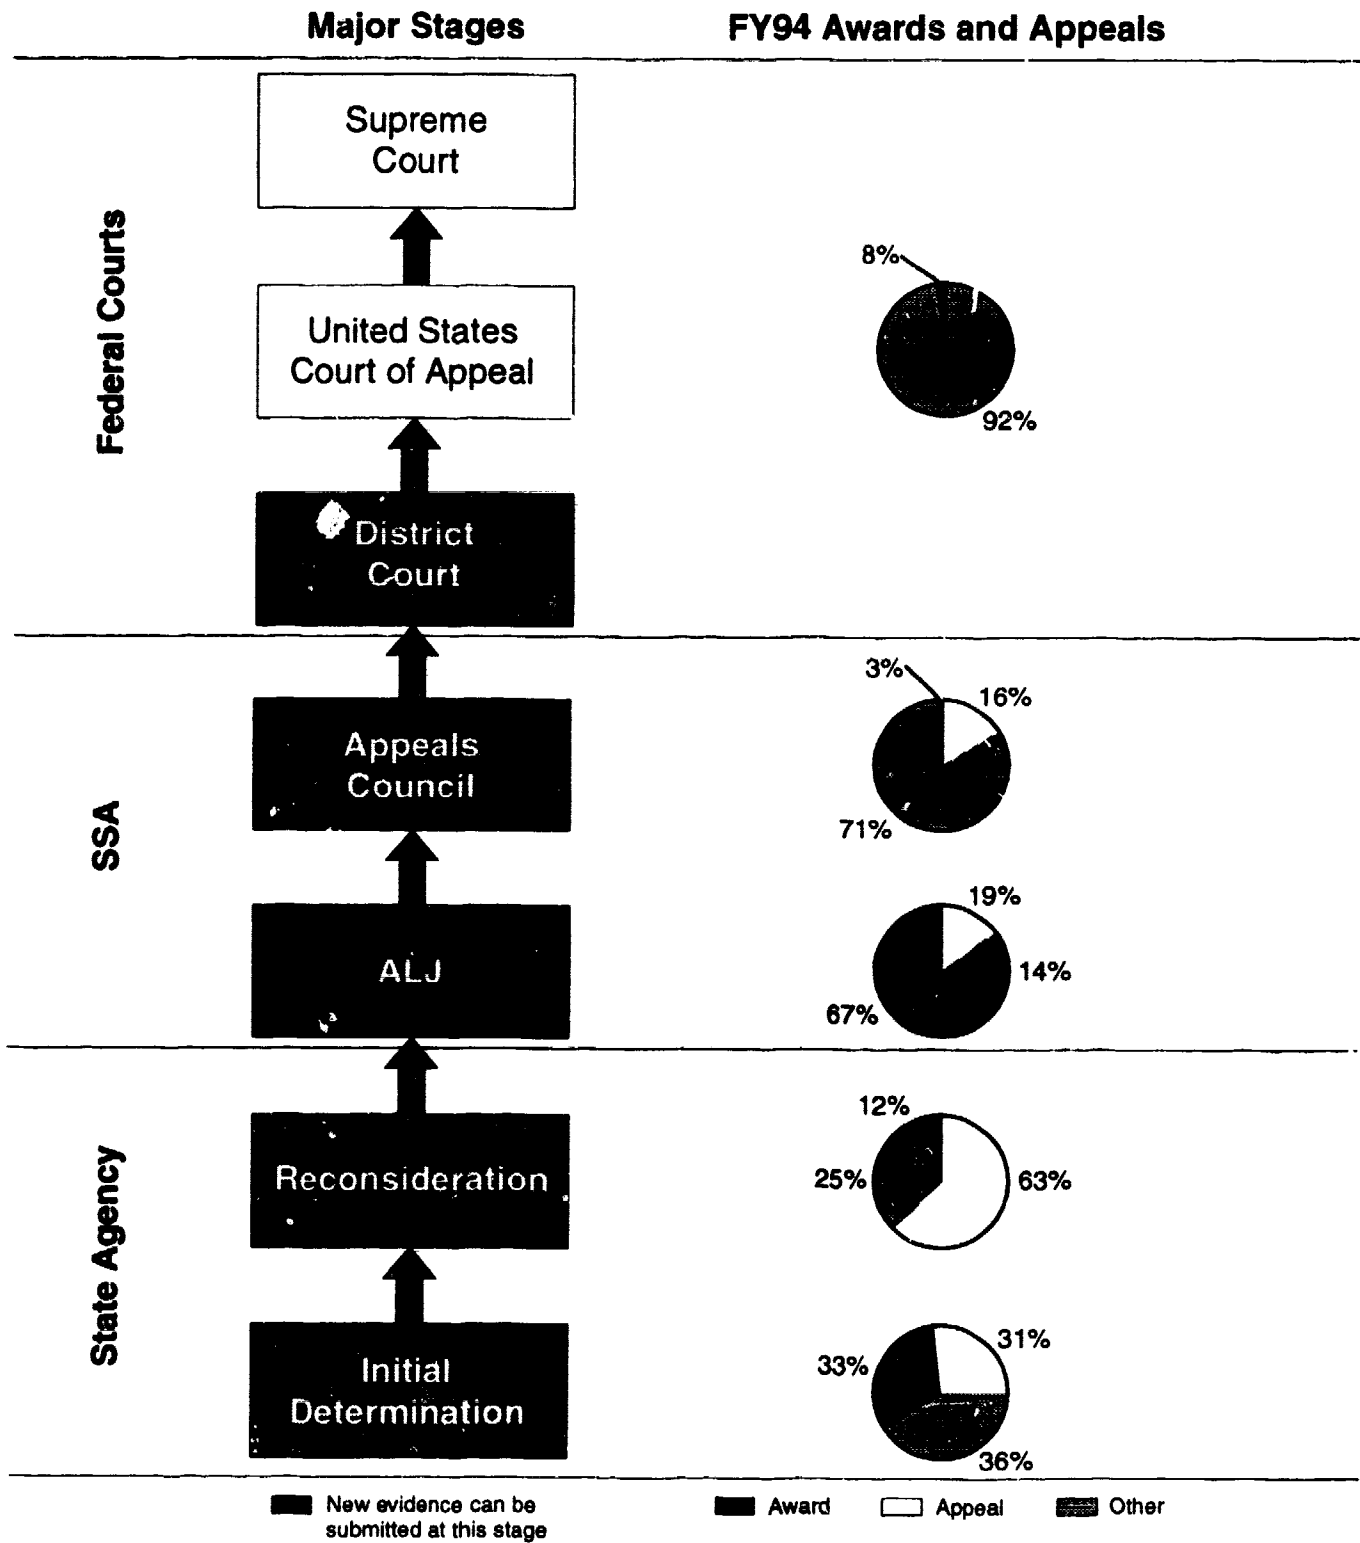 Major Stages
FY94 Awards and Appeals
Federal Courts
Supreme
Court
United States
Court of Appeal
8%
92%
District
Court
SSA
Appeals
Council
3%
16%
71%
ALJ
19%
14%
67%
State Agency
Reconsideration
12%
25%
63%
Initial
Determination
33%
31%
36%
New evidence can be
submitted at this stage
Award
Appeal
Other